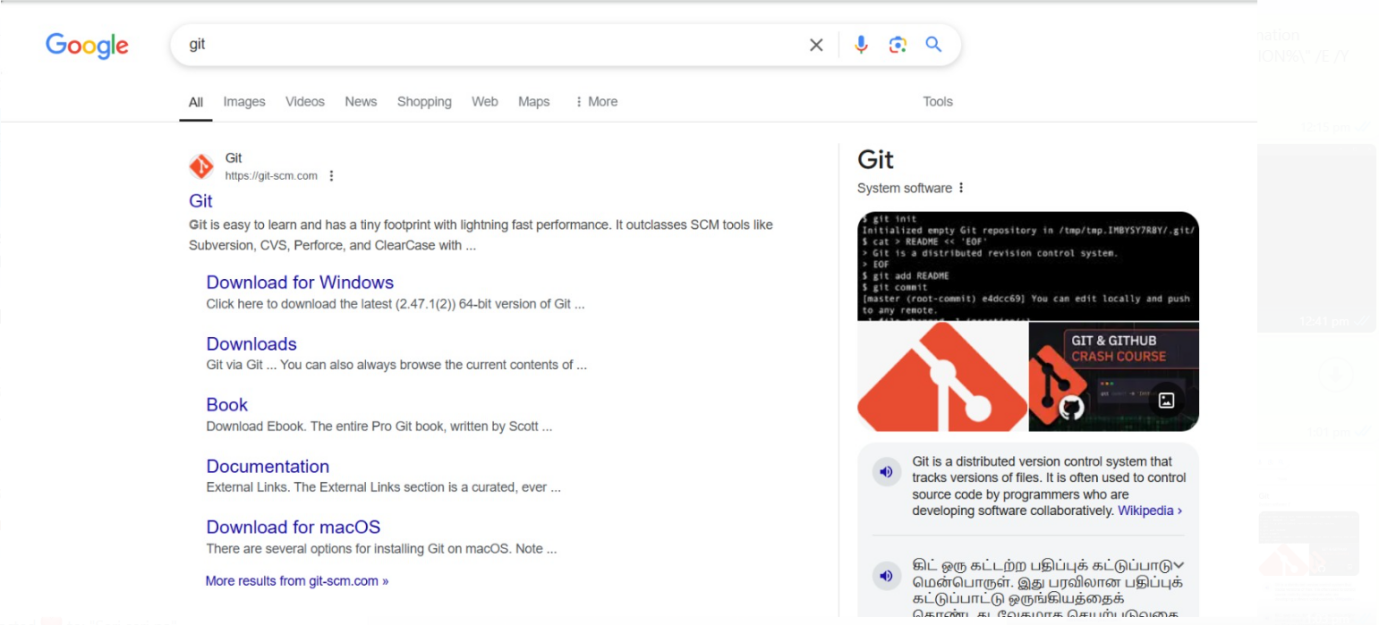 Google
git
All Images Videos News Shopping Web Maps More Tools
Git
https://git-scm.com
Git
Git is easy to learn and has a tiny footprint with lightning fast performance. It outclasses SCM tools like
Subversion, CVS, Perforce, and ClearCase with ...
Download for Windows
Click here to download the latest (2.47.1(2)) 64-bit version of Git ...
Downloads
Git via Git ... You can also always browse the current contents of ...
Book
Download Ebook. The entire Pro Git book, written by Scott ...
Documentation
External Links. The External Links section is a curated, ever ...
Download for macOS
There are several options for installing Git on macOS. Note ...
More results from git-scm.com »
Git
System software
$ git init
Initialized empty Git repository in /tmp/tmp.IMBYSY7R8Y/.git/
$ cat > README << 'EOF'
> Git is a distributed revision control system.
> EOF
$ git add README
$ git commit
[master (root-commit) e4dcc69] You can edit locally and push
to any remote.
GIT & GITHUB
CRASH COURSE
Git is a distributed version control system that
tracks versions of files. It is often used to control
source code by programmers who are
developing software collaboratively. Wikipedia ›
கிட் ஒரு கட்டற்ற பதிப்புக் கட்டுப்பாடு
மென்பொருள். இது பரவிலான பதிப்புக்
கட்டுப்பாட்டு ஒருங்கியத்தைக்